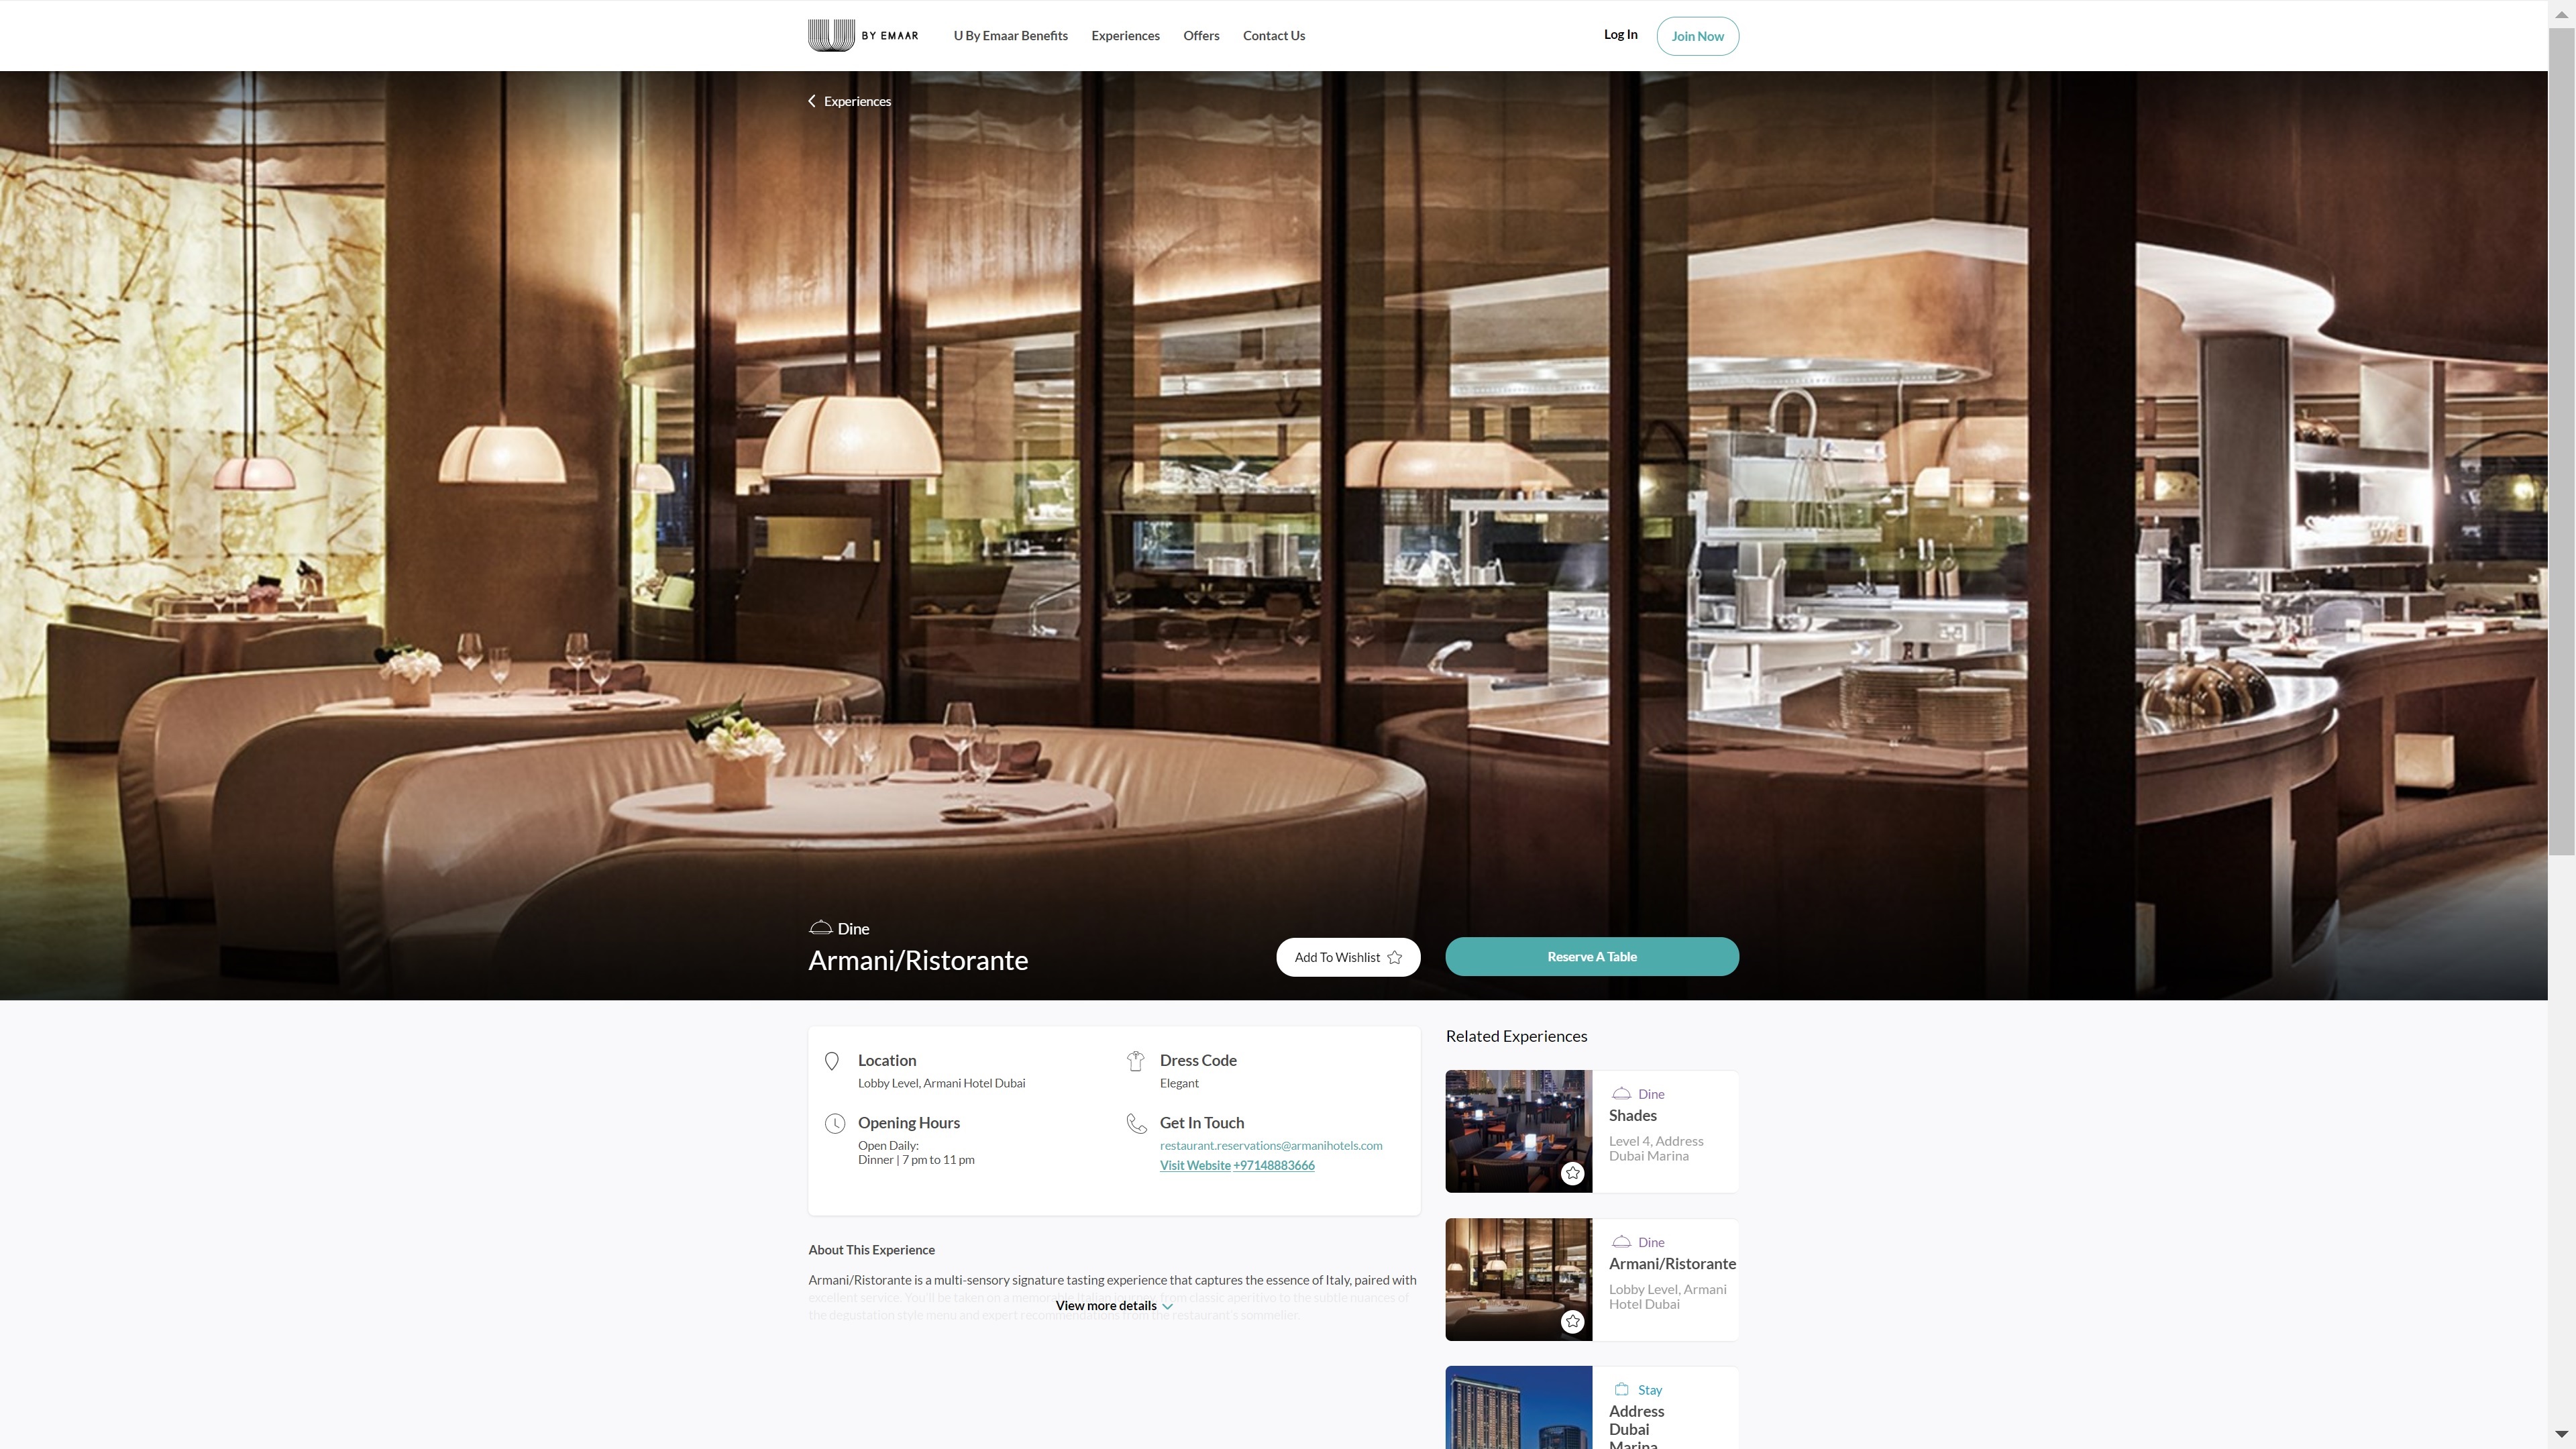 BY EMAAR
U By Emaar Benefits
Experiences
Offers
Contact Us
Log In
Join Now
Experiences
Dine
Armani/Ristorante
Add To Wishlist
Reserve A Table
Location
Lobby Level, Armani Hotel Dubai
Dress Code
Elegant
Opening Hours
Open Daily:
Dinner | 7 pm to 11 pm
Get In Touch
restaurant.reservations@armanihotels.com
Visit Website +97148883666
About This Experience
Armani/Ristorante is a multi-sensory signature tasting experience that captures the essence of Italy, paired with
excellent service. You'll be taken on a memorable Italian journey, from classic aperitivo to the subtle nuances of
the degustation style menu and expert recommendations from the restaurant's sommelier.
View more details
Related Experiences
Dine
Shades
Level 4, Address
Dubai Marina
Dine
Armani/Ristorante
Lobby Level, Armani
Hotel Dubai
Stay
Address
Dubai
Marina